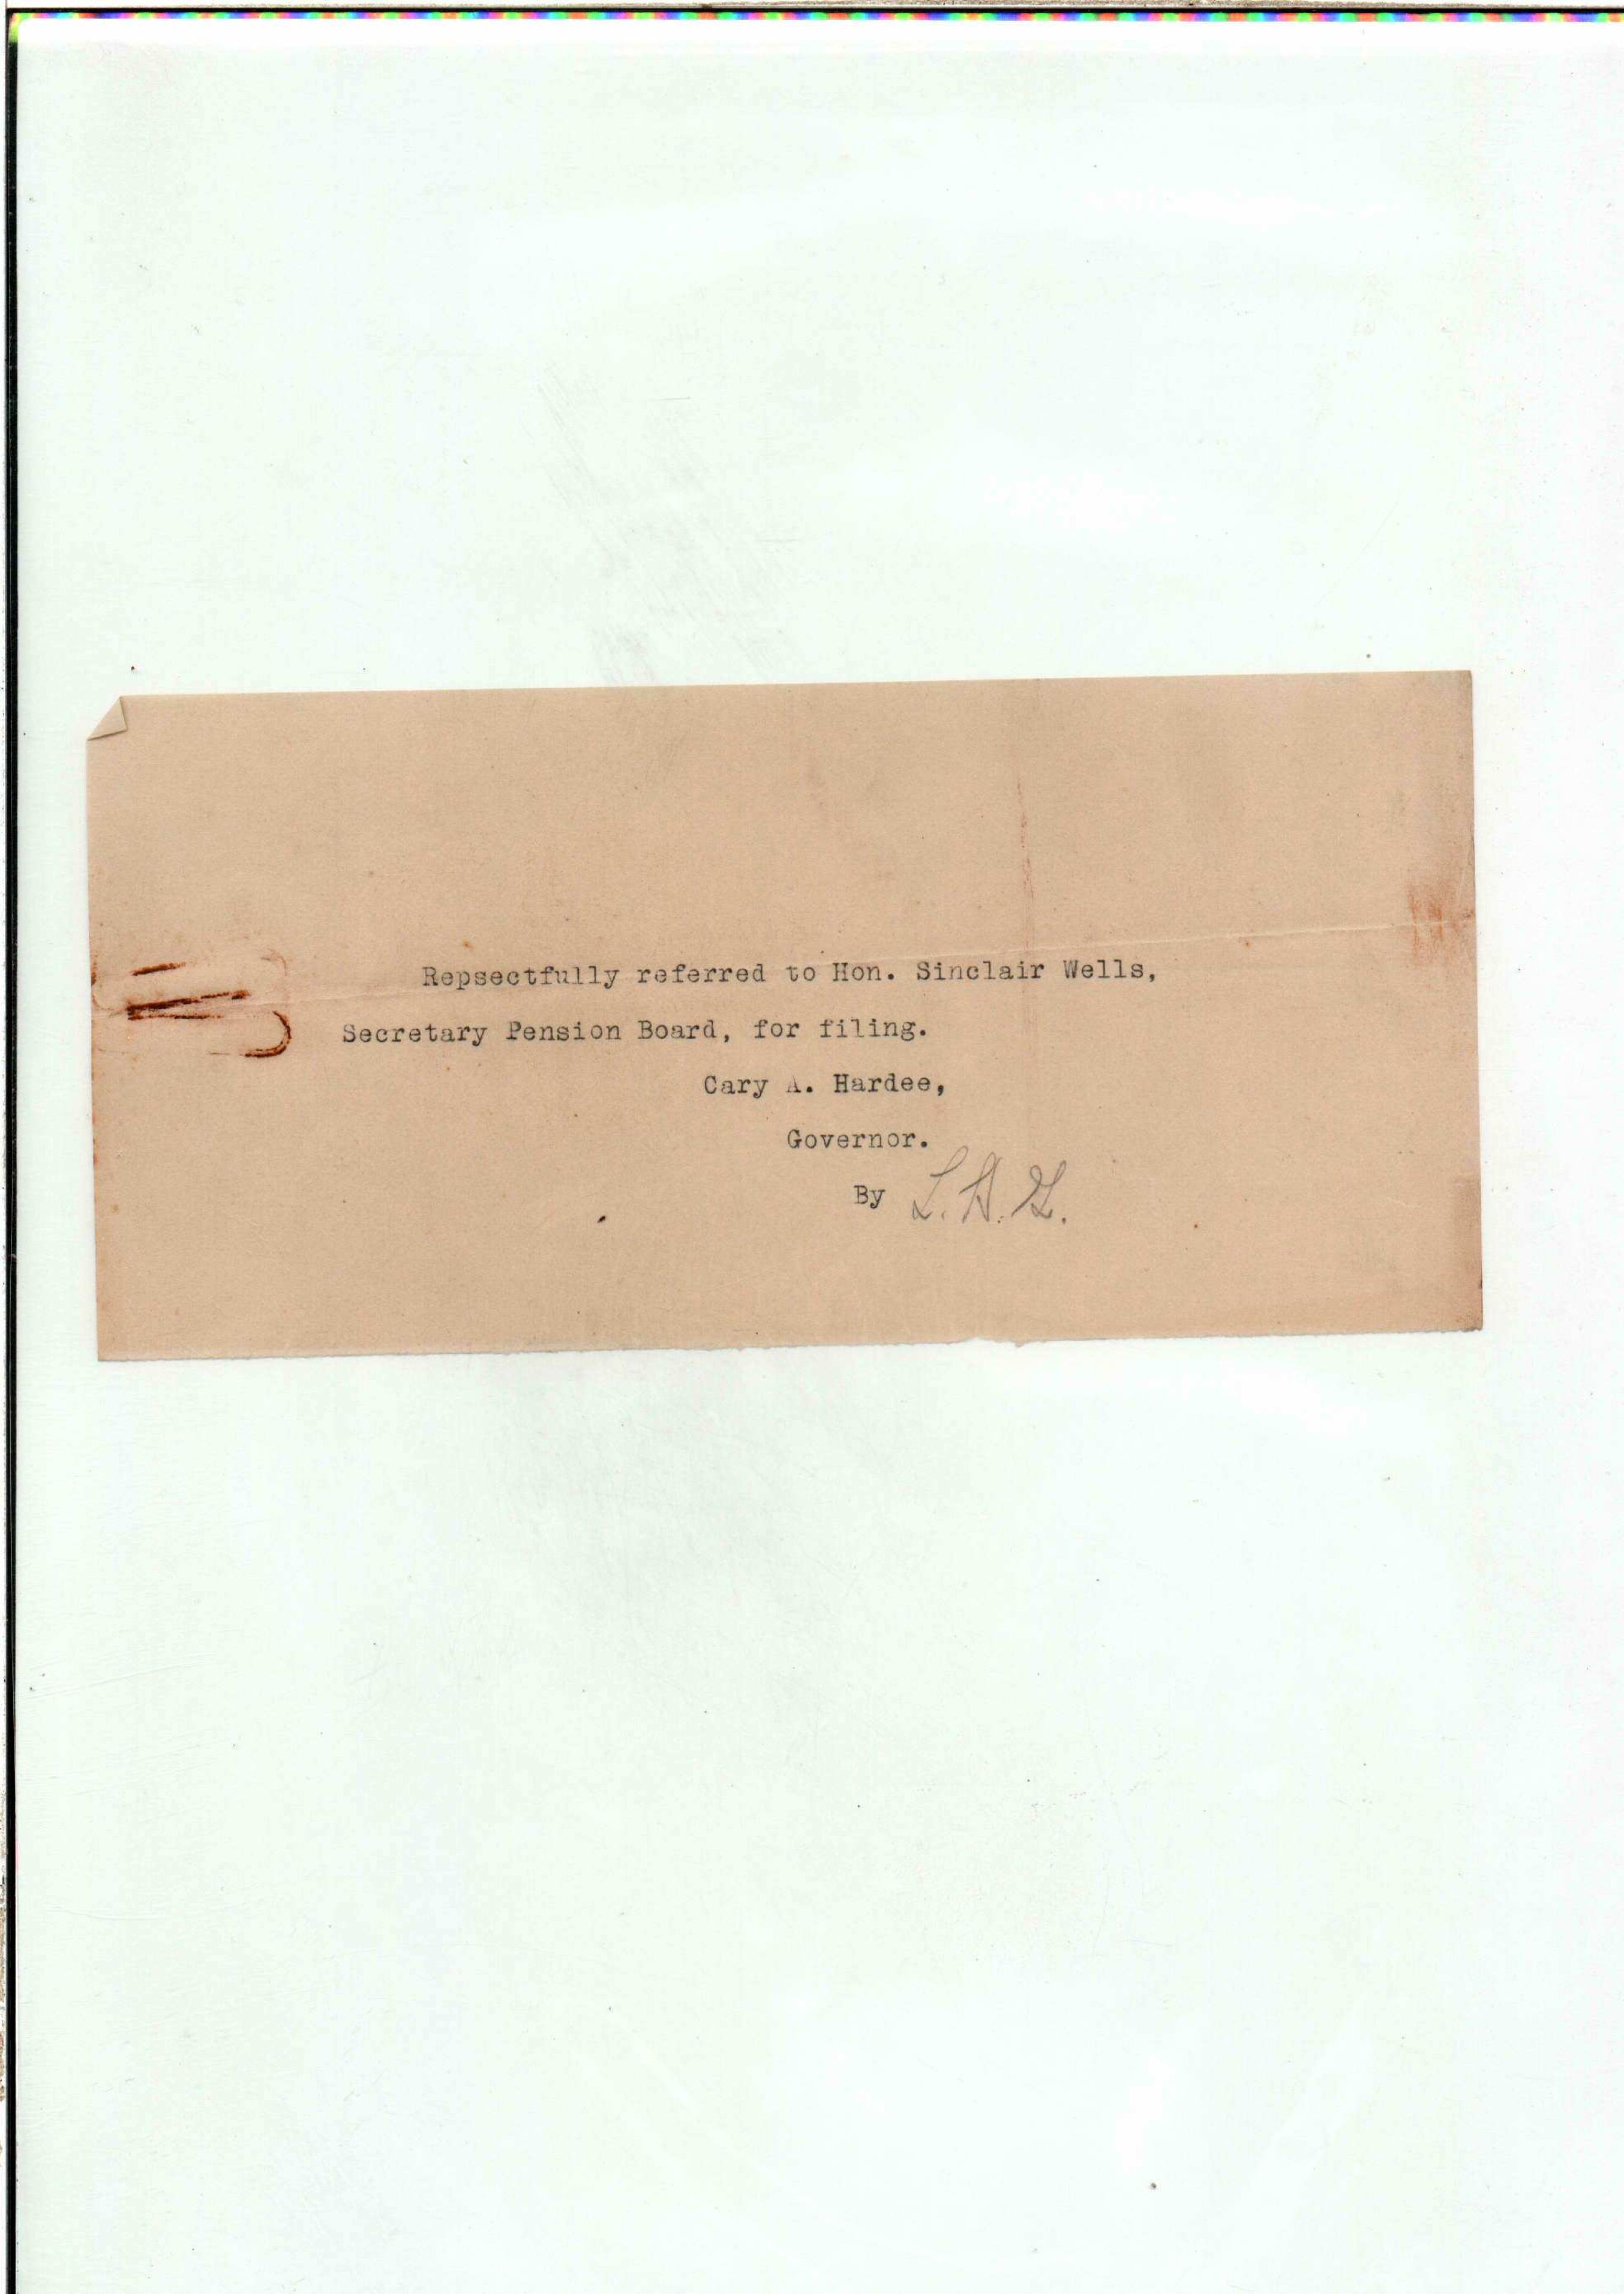 Repsectfully referred to Hon. Sinclair Wells,
Secretary Pension Board, for filing.
Cary A. Hardee,
Governor.
By